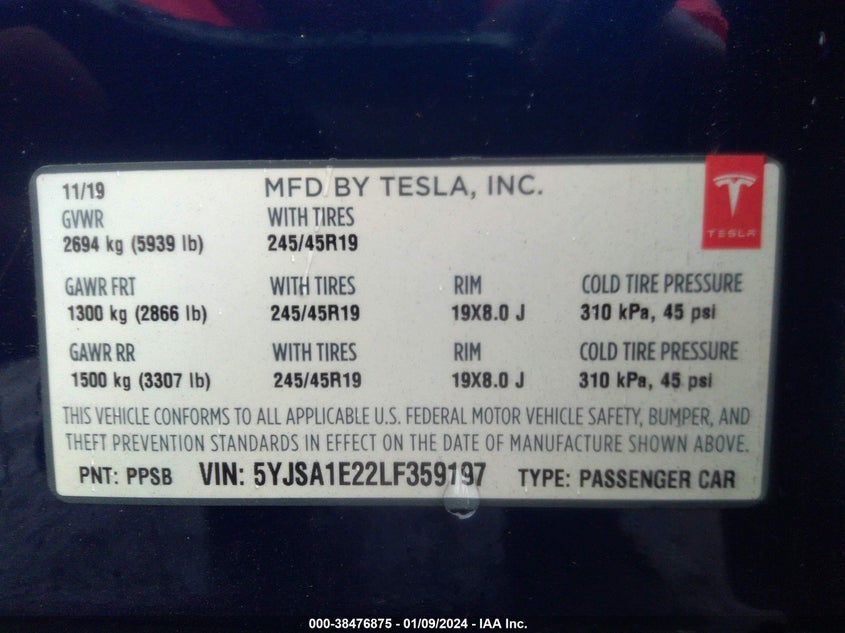 11/19 MFD BY TESLA, INC.
GVWR WITH TIRES
2694 kg (5939 lb) 245/45R19
TESLA
GAWR FRT WITH TIRES RIM COLD TIRE PRESSURE
1300 kg (2866 lb) 245/45R19 19X8.0 J 310 kPa, 45 psi
GAWR RR WITH TIRES RIM COLD TIRE PRESSURE
1500 kg (3307 lb) 245/45R19 19X8.0 J 310 kPa, 45 psi
THIS VEHICLE CONFORMS TO ALL APPLICABLE U.S. FEDERAL MOTOR VEHICLE SAFETY, BUMPER, AND
THEFT PREVENTION STANDARDS IN EFFECT ON THE DATE OF MANUFACTURE SHOWN ABOVE.
PNT: PPSB VIN: 5YJSA1E22LF359197 TYPE: PASSENGER CAR
000-38476875 - 01/09/2024 - IAA Inc.